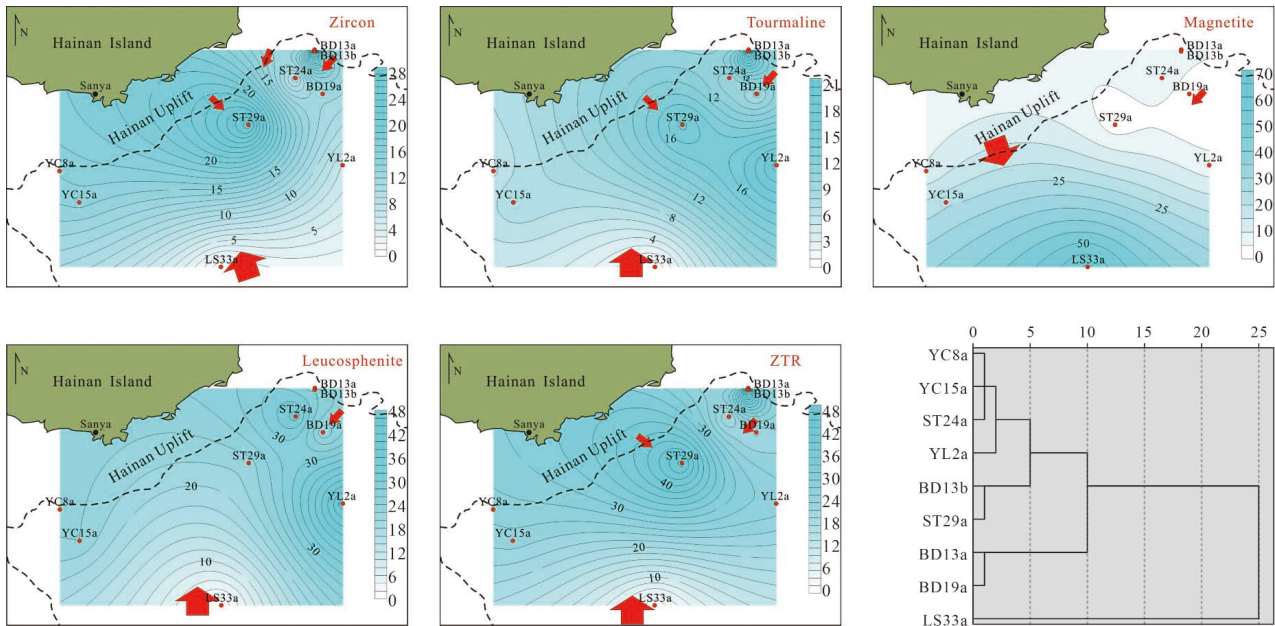 Zircon
N
Hainan Island
BD13a
BD13b
ST24a
BD19a
Sanya
Hainan Uplift
ST29a
YC8a
YC15a
YL2a
LS33a
15
20
20
15
15
10
10
5
5
28
24
20
16
12
8
4
0
Tourmaline
N
Hainan Island
BD13a
BD13b
ST24a
BD19a
Sanya
Hainan Uplift
ST29a
YC8a
YC15a
YL2a
LS33a
12
12
16
16
12
8
4
21
18
15
12
9
6
3
0
Magnetite
N
Hainan Island
BD13a
BD13b
ST24a
BD19a
Sanya
Hainan Uplift
ST29a
YC8a
YC15a
YL2a
LS33a
25
25
50
70
60
50
40
30
20
10
0
Leucosphenite
N
Hainan Island
BD13a
BD13b
ST24a
BD19a
Sanya
Hainan Uplift
ST29a
YC8a
YC15a
YL2a
LS33a
30
30
20
30
10
48
42
36
30
24
18
12
6
0
ZTR
N
Hainan Island
BD13a
BD13b
ST24a
BD19a
Sanya
Hainan Uplift
ST29a
YC8a
YC15a
YL2a
LS33a
30
40
30
20
10
54
48
42
36
30
24
18
12
6
0
0 5 10 15 20 25
YC8a
YC15a
ST24a
YL2a
BD13b
ST29a
BD13a
BD19a
LS33a